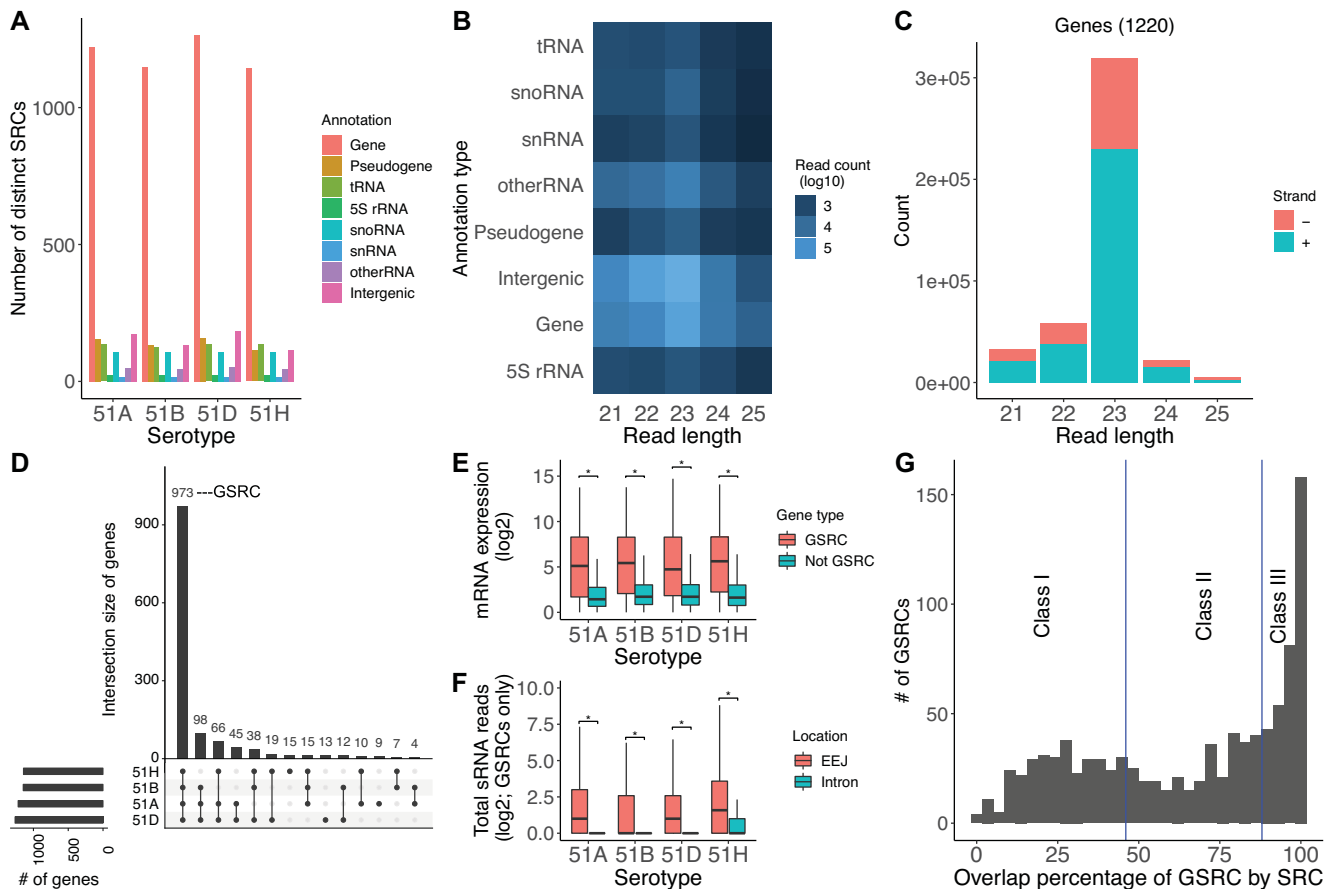 A
Number of distinct SRCs
1000
500
0
51A 51B 51D 51H
Serotype
Annotation
Gene
Pseudogene
tRNA
5S rRNA
snoRNA
snRNA
otherRNA
Intergenic
B
Annotation type
tRNA
snoRNA
snRNA
otherRNA
Pseudogene
Intergenic
Gene
5S rRNA
21 22 23 24 25
Read length
Read count
(log10)
3
4
5
C
Genes (1220)
Count
3e+05
2e+05
1e+05
0e+00
21 22 23 24 25
Read length
Strand
−
+
D
Intersection size of genes
900
600
300
0
973 ---GSRC
98 66 45 38 19 15 15 13 12 10 9 7 4
51H
51B
51A
51D
1000 500 0
# of genes
E
mRNA expression
(log2)
15
10
5
0
* * * *
51A 51B 51D 51H
Serotype
Gene type
GSRC
Not GSRC
F
Total sRNA reads
(log2; GSRCs only)
10.0
7.5
5.0
2.5
0.0
* * * *
51A 51B 51D 51H
Serotype
Location
EEJ
Intron
G
# of GSRCs
150
100
50
0
Class I
Class II
Class III
0 25 50 75 100
Overlap percentage of GSRC by SRC